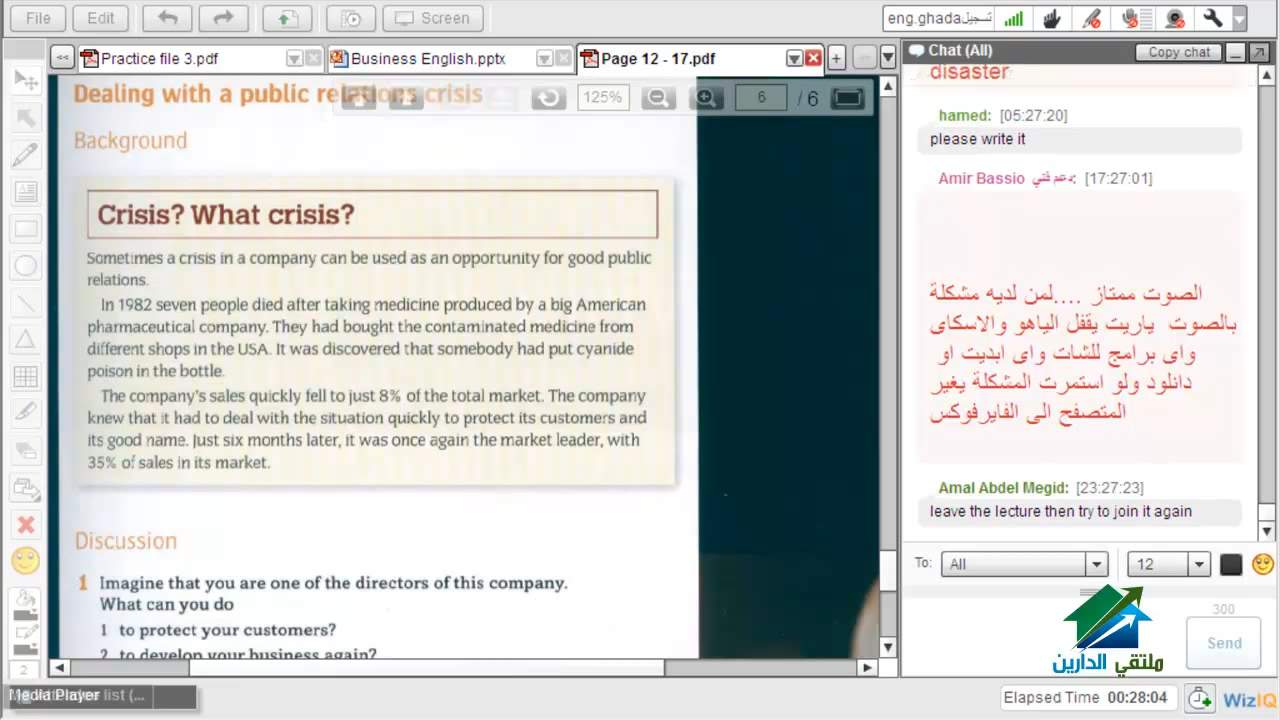 File
Edit
Screen
eng.ghada تسجيل
<<
Practice file 3.pdf
Business English.pptx
Page 12 - 17.pdf
Dealing with a public relations crisis
125%
6 / 6
Background
Crisis? What crisis?
Sometimes a crisis in a company can be used as an opportunity for good public
relations.
In 1982 seven people died after taking medicine produced by a big American
pharmaceutical company. They had bought the contaminated medicine from
different shops in the USA. It was discovered that somebody had put cyanide
poison in the bottle.
The company's sales quickly fell to just 8% of the total market. The company
knew that it had to deal with the situation quickly to protect its customers and
its good name. Just six months later, it was once again the market leader, with
35% of sales in its market.
Discussion
1 Imagine that you are one of the directors of this company.
What can you do
1 to protect your customers?
2 to develop your business again?
2
Media Player
list (...
Chat (All)
Copy chat
disaster
hamed: [05:27:20]
please write it
Amir Bassio دعم فني: [17:27:01]
الصوت ممتاز ....لمن لديه مشكلة
بالصوت ياريت يقفل الياهو والاسكاى
واى برامج للشات واى ابديت او
دانلود ولو استمرت المشكلة يغير
المتصفح الى الفايرفوكس
Amal Abdel Megid: [23:27:23]
leave the lecture then try to join it again
To: All
12
300
Send
ملتقي الدارين
Elapsed Time 00:28:04
WizIQ